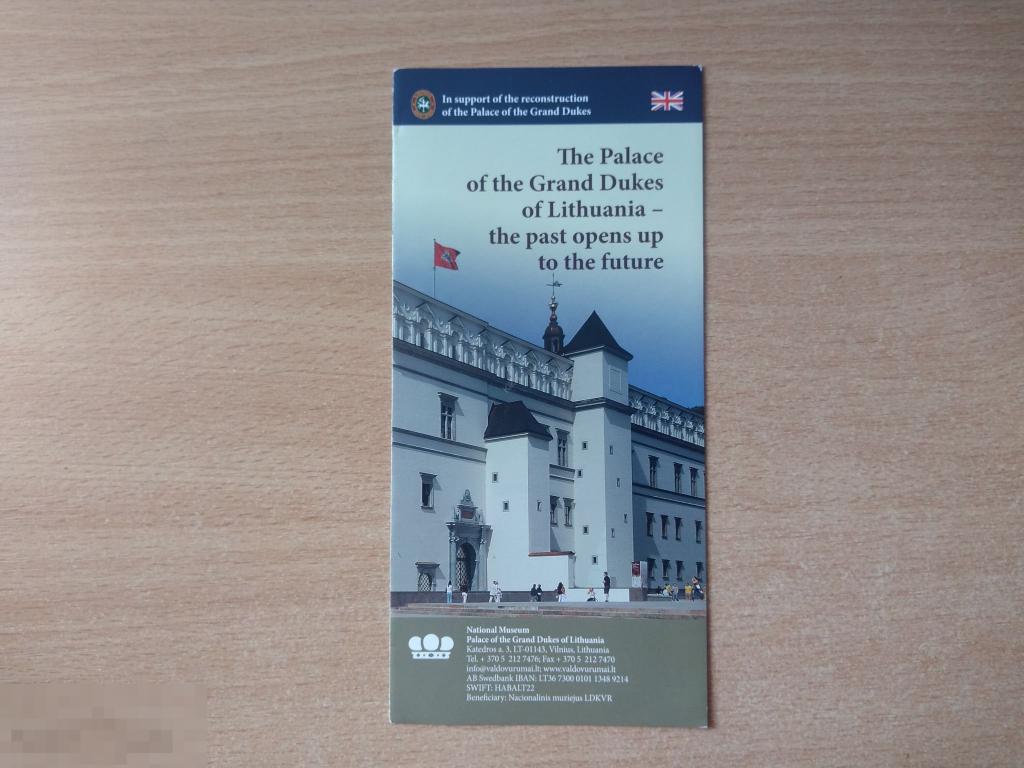 In support of the reconstruction
of the Palace of the Grand Dukes
The Palace
of the Grand Dukes
of Lithuania –
the past opens up
to the future
National Museum
Palace of the Grand Dukes of Lithuania
Katedros a. 3, LT-01143, Vilnius, Lithuania
Tel. + 370 5 212 7476; Fax + 370 5 212 7470
info@valdovurumai.lt; www.valdovurumai.lt
AB Swedbank IBAN: LT36 7300 0101 1348 9214
SWIFT: HABALT22
Beneficiary: Nacionalinis muziejus LDKVR